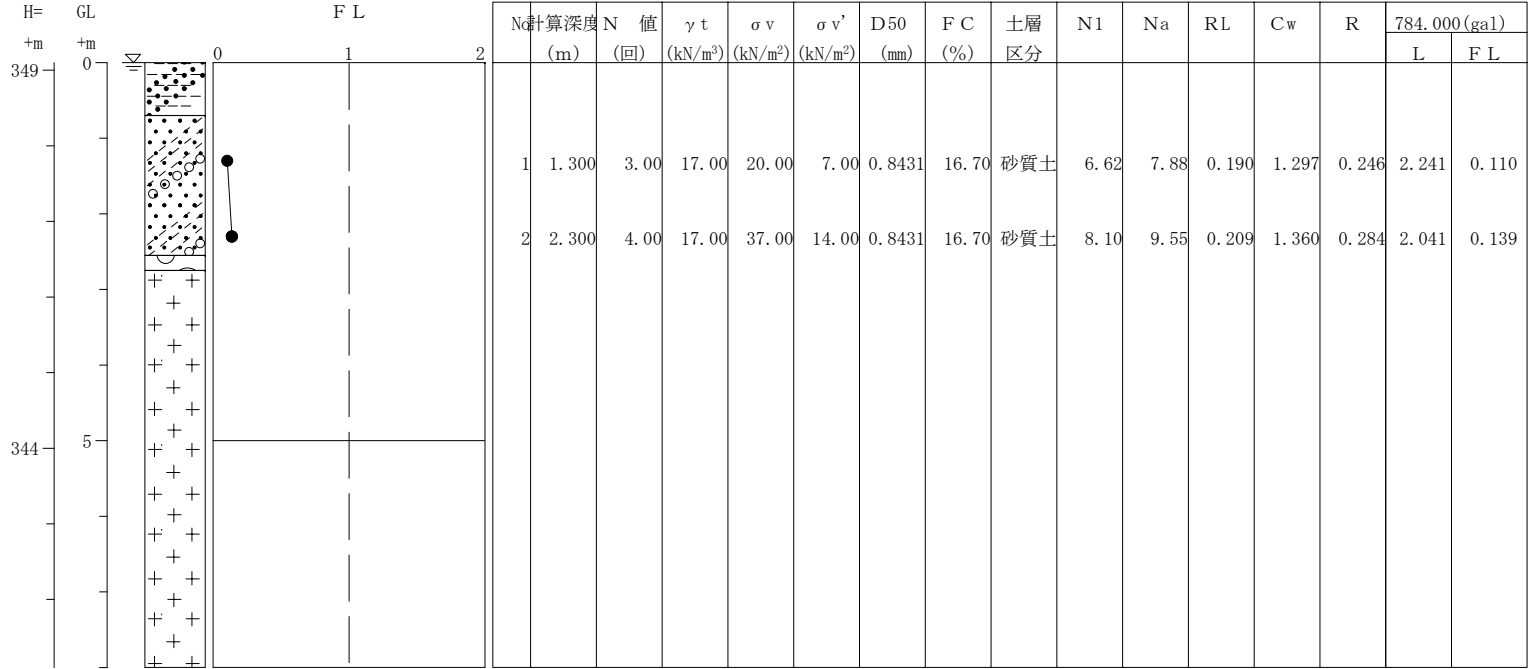 H= GL ＦＬ No 計算深度 Ｎ　値 γｔ σｖ σｖ' Ｄ50 ＦＣ 土層 Ｎ1 Ｎa ＲL Ｃw Ｒ 784.000(gal)
+m +m (m) (回) (kN/m³) (kN/m²) (kN/m²) (mm) (%) 区分 Ｌ ＦＬ
0 1 2
349 0
1 1.300 3.00 17.00 20.00 7.00 0.8431 16.70 砂質土 6.62 7.88 0.190 1.297 0.246 2.241 0.110
2 2.300 4.00 17.00 37.00 14.00 0.8431 16.70 砂質土 8.10 9.55 0.209 1.360 0.284 2.041 0.139
344 5